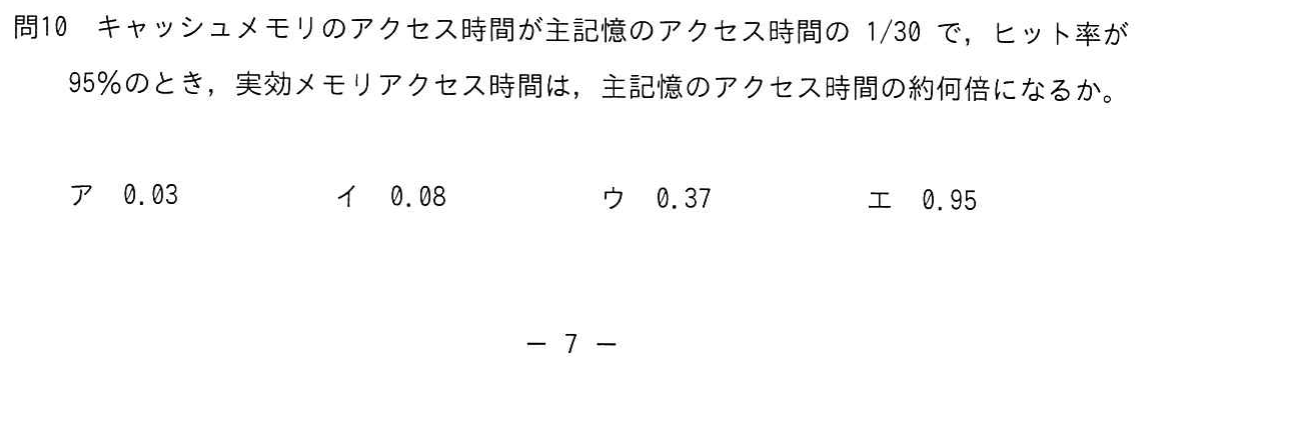 問10　キャッシュメモリのアクセス時間が主記憶のアクセス時間の 1/30 で，ヒット率が
95%のとき，実効メモリアクセス時間は，主記憶のアクセス時間の約何倍になるか。
ア　0.03　イ　0.08　ウ　0.37　エ　0.95
－ 7 －